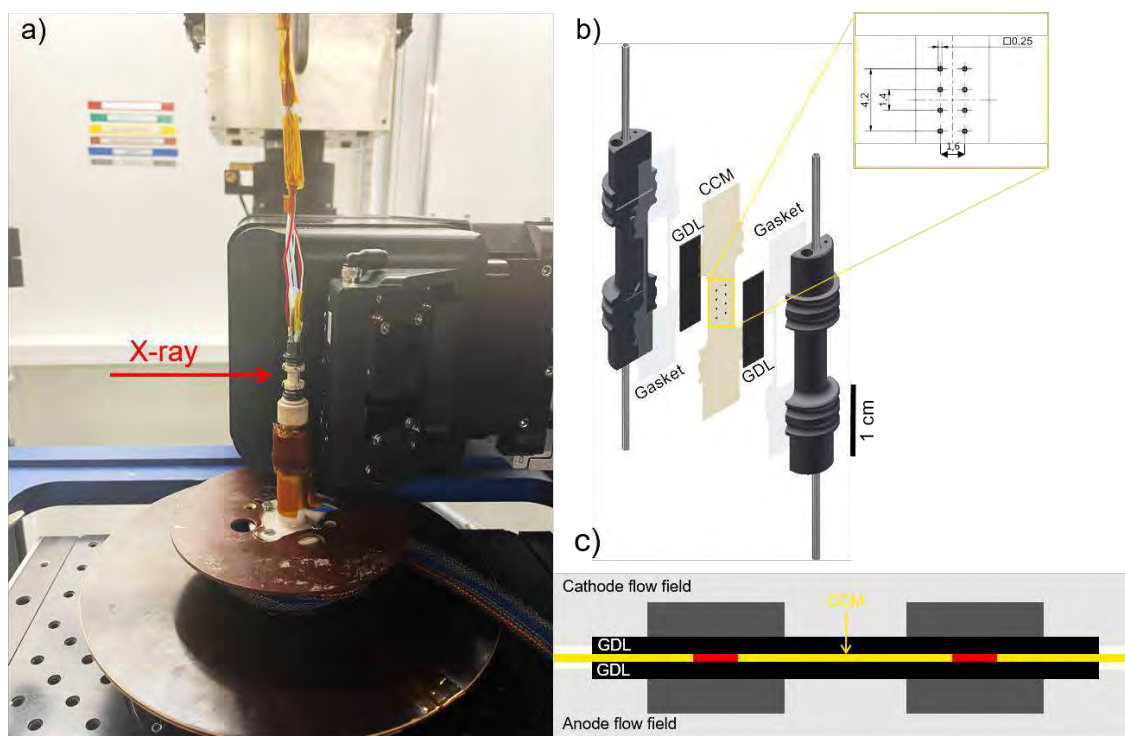 a)
X-ray
b)
□0,25
4,2
1,4
1,6
CCM
GDL
Gasket
Gasket
GDL
1 cm
c)
Cathode flow field
CCM
GDL
GDL
Anode flow field